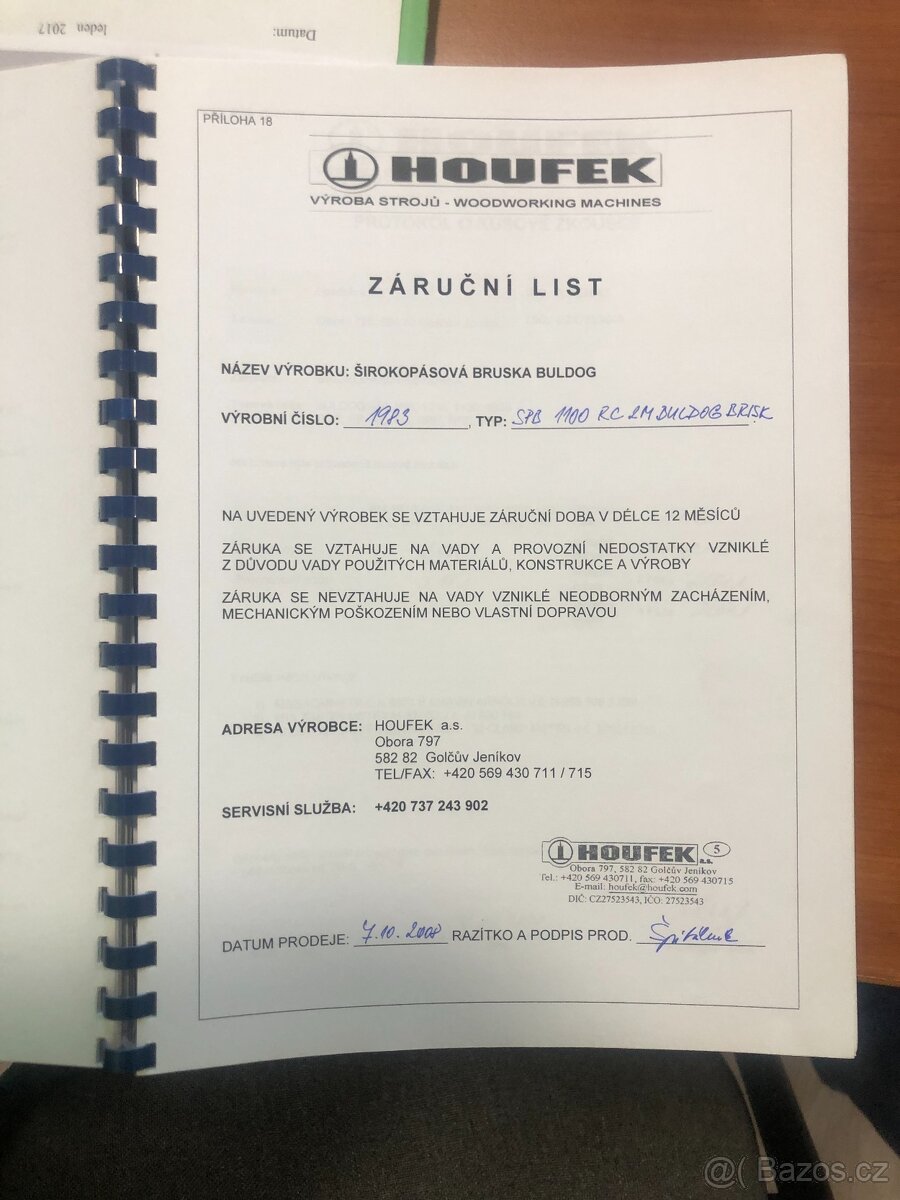 Datum:
leden 2017
PŘÍLOHA 18
HOUFEK
VÝROBA STROJŮ - WOODWORKING MACHINES
ZÁRUČNÍ LIST
NÁZEV VÝROBKU: ŠIROKOPÁSOVÁ BRUSKA BULDOG
VÝROBNÍ ČÍSLO: 1983, TYP: SPB 1100 RC 2M BULDOG BRISK
NA UVEDENÝ VÝROBEK SE VZTAHUJE ZÁRUČNÍ DOBA V DÉLCE 12 MĚSÍCŮ
ZÁRUKA SE VZTAHUJE NA VADY A PROVOZNÍ NEDOSTATKY VZNIKLÉ
Z DŮVODU VADY POUŽITÝCH MATERIÁLŮ, KONSTRUKCE A VÝROBY
ZÁRUKA SE NEVZTAHUJE NA VADY VZNIKLÉ NEODBORNÝM ZACHÁZENÍM,
MECHANICKÝM POŠKOZENÍM NEBO VLASTNÍ DOPRAVOU
ADRESA VÝROBCE: HOUFEK a.s.
Obora 797
582 82 Golčův Jeníkov
TEL/FAX: +420 569 430 711 / 715
SERVISNÍ SLUŽBA: +420 737 243 902
HOUFEK a.s. 5
Obora 797, 582 82 Golčův Jeníkov
Tel.: +420 569 430711, fax: +420 569 430715
E-mail: houfek@houfek.com
DIČ: CZ27523543, IČO: 27523543
DATUM PRODEJE: 7.10.2008 RAZÍTKO A PODPIS PROD.
@( Bazos.cz